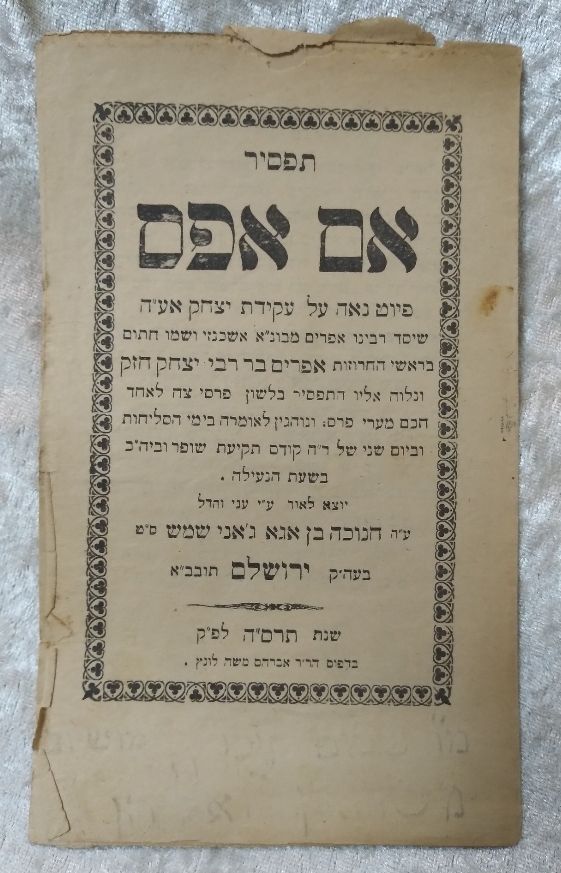 תפסיר
אם אפס
פיוט נאה על עקידת יצחק אע״ה
שיסד רבינו אפרים מבונ״א אשכנזי ושמו חתום
בראשי החרוזות אפרים בר רבי יצחק חזק
ונלוה אליו התפסיר בלשון פרסי צח לאחד
חכם מערי פרס: ונוהגין לאומרה בימי הסליחות
וביום שני של ר״ה קודם תקיעת שופר וביה״כ
בשעת הנעילה .
יוצא לאור ע״י עני והדל
ע״ה חנוכה בן אגא ג׳אני שמש ס״ט
בעה״ק ירושלם תובב״א
שנת תרס״ה לפ״ק
בדפוס הר״ר אברהם משה לונץ .